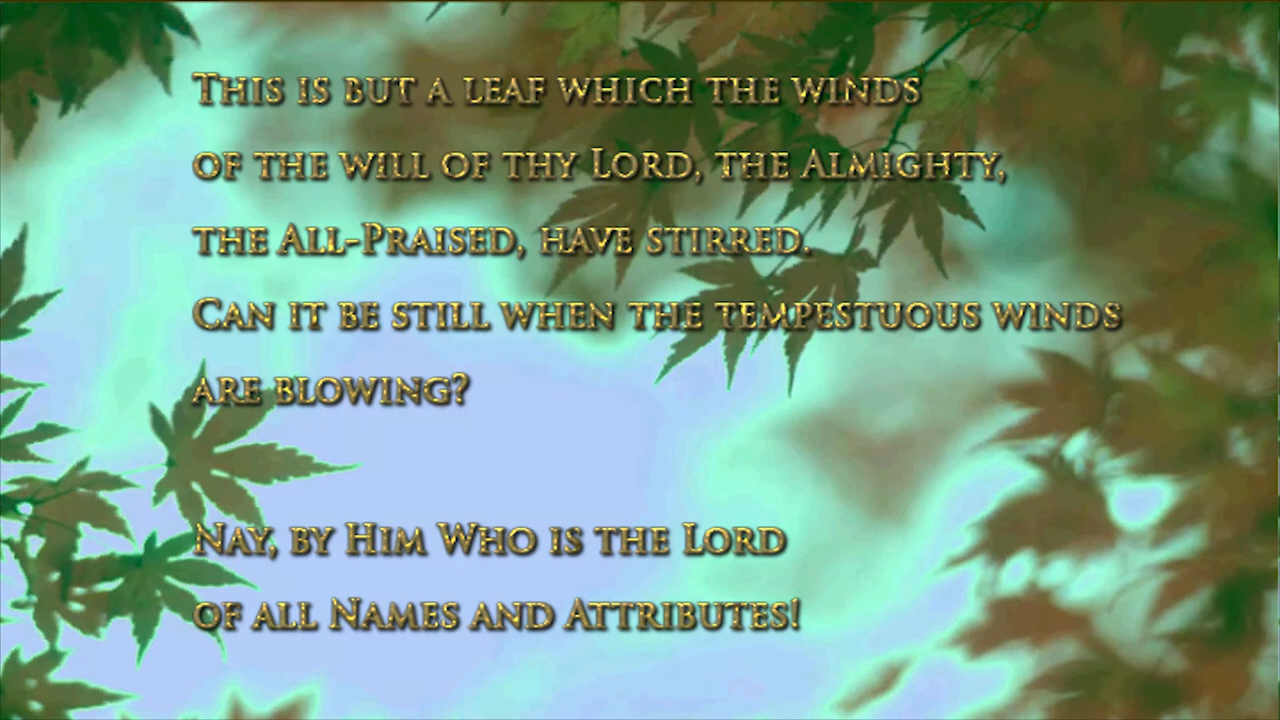 This is but a leaf which the winds
of the will of thy Lord, the Almighty,
the All-Praised, have stirred.
Can it be still when the tempestuous winds
are blowing?
Nay, by Him Who is the Lord
of all Names and Attributes!